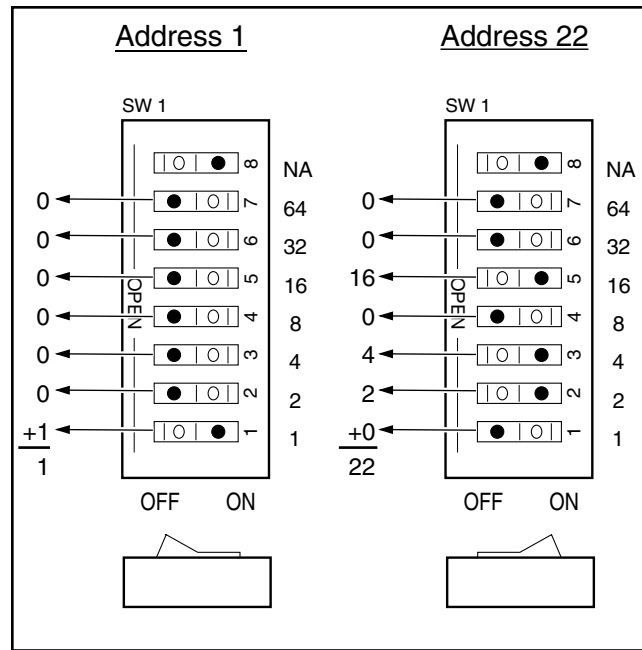 Address 1
SW 1
8 NA
0 7 64
0 6 32
0 5 16
OPEN
0 4 8
0 3 4
0 2 2
+1 1 1
1
OFF ON
Address 22
SW 1
8 NA
0 7 64
0 6 32
16 5 16
OPEN
0 4 8
4 3 4
2 2 2
+0 1 1
22
OFF ON